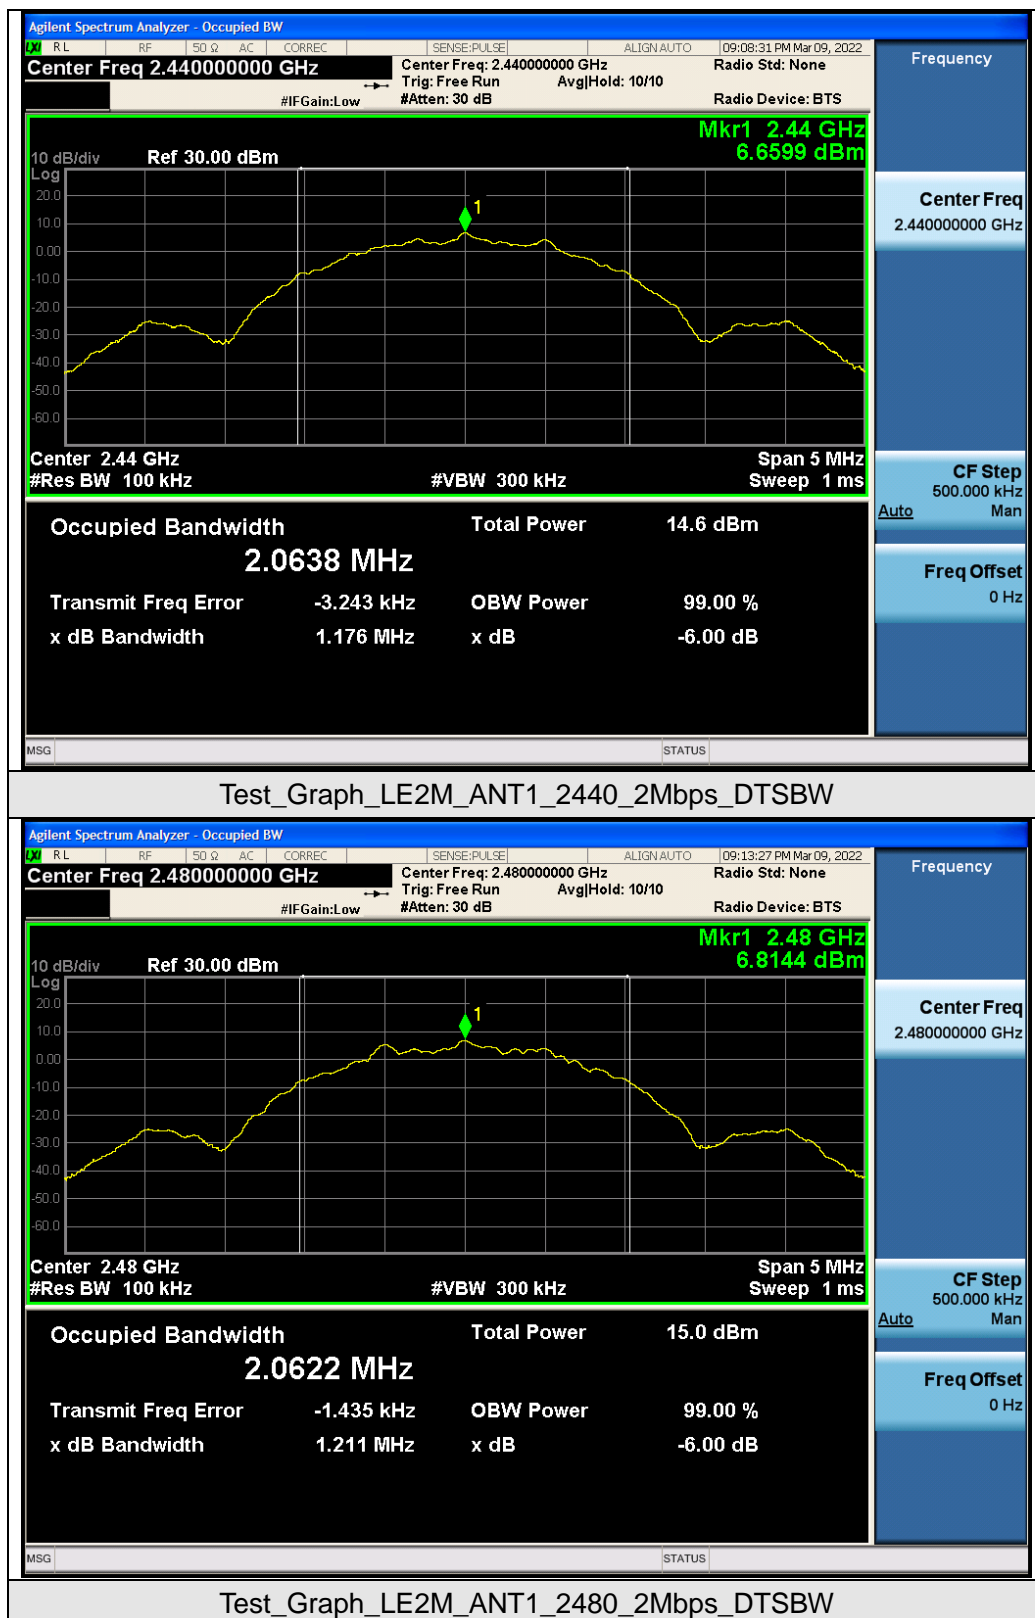 Agilent Spectrum Analyzer - Occupied BW
LXI RL RF 50 Ω AC CORREC SENSE:PULSE ALIGN AUTO 09:08:31 PM Mar 09, 2022
Center Freq 2.440000000 GHz Center Freq: 2.440000000 GHz Radio Std: None
Trig: Free Run Avg|Hold: 10/10
#IFGain:Low #Atten: 30 dB Radio Device: BTS
Frequency
Mkr1 2.44 GHz
6.6599 dBm
10 dB/div Ref 30.00 dBm
Log
20.0
10.0
0.00
-10.0
-20.0
-30.0
-40.0
-50.0
-60.0
1
Center Freq
2.440000000 GHz
Center 2.44 GHz Span 5 MHz
#Res BW 100 kHz #VBW 300 kHz Sweep 1 ms
CF Step
500.000 kHz
Auto Man
Occupied Bandwidth Total Power 14.6 dBm
2.0638 MHz
Transmit Freq Error -3.243 kHz OBW Power 99.00 %
x dB Bandwidth 1.176 MHz x dB -6.00 dB
Freq Offset
0 Hz
MSG STATUS
Test_Graph_LE2M_ANT1_2440_2Mbps_DTSBW
Agilent Spectrum Analyzer - Occupied BW
LXI RL RF 50 Ω AC CORREC SENSE:PULSE ALIGN AUTO 09:13:27 PM Mar 09, 2022
Center Freq 2.480000000 GHz Center Freq: 2.480000000 GHz Radio Std: None
Trig: Free Run Avg|Hold: 10/10
#IFGain:Low #Atten: 30 dB Radio Device: BTS
Frequency
Mkr1 2.48 GHz
6.8144 dBm
10 dB/div Ref 30.00 dBm
Log
20.0
10.0
0.00
-10.0
-20.0
-30.0
-40.0
-50.0
-60.0
1
Center Freq
2.480000000 GHz
Center 2.48 GHz Span 5 MHz
#Res BW 100 kHz #VBW 300 kHz Sweep 1 ms
CF Step
500.000 kHz
Auto Man
Occupied Bandwidth Total Power 15.0 dBm
2.0622 MHz
Transmit Freq Error -1.435 kHz OBW Power 99.00 %
x dB Bandwidth 1.211 MHz x dB -6.00 dB
Freq Offset
0 Hz
MSG STATUS
Test_Graph_LE2M_ANT1_2480_2Mbps_DTSBW